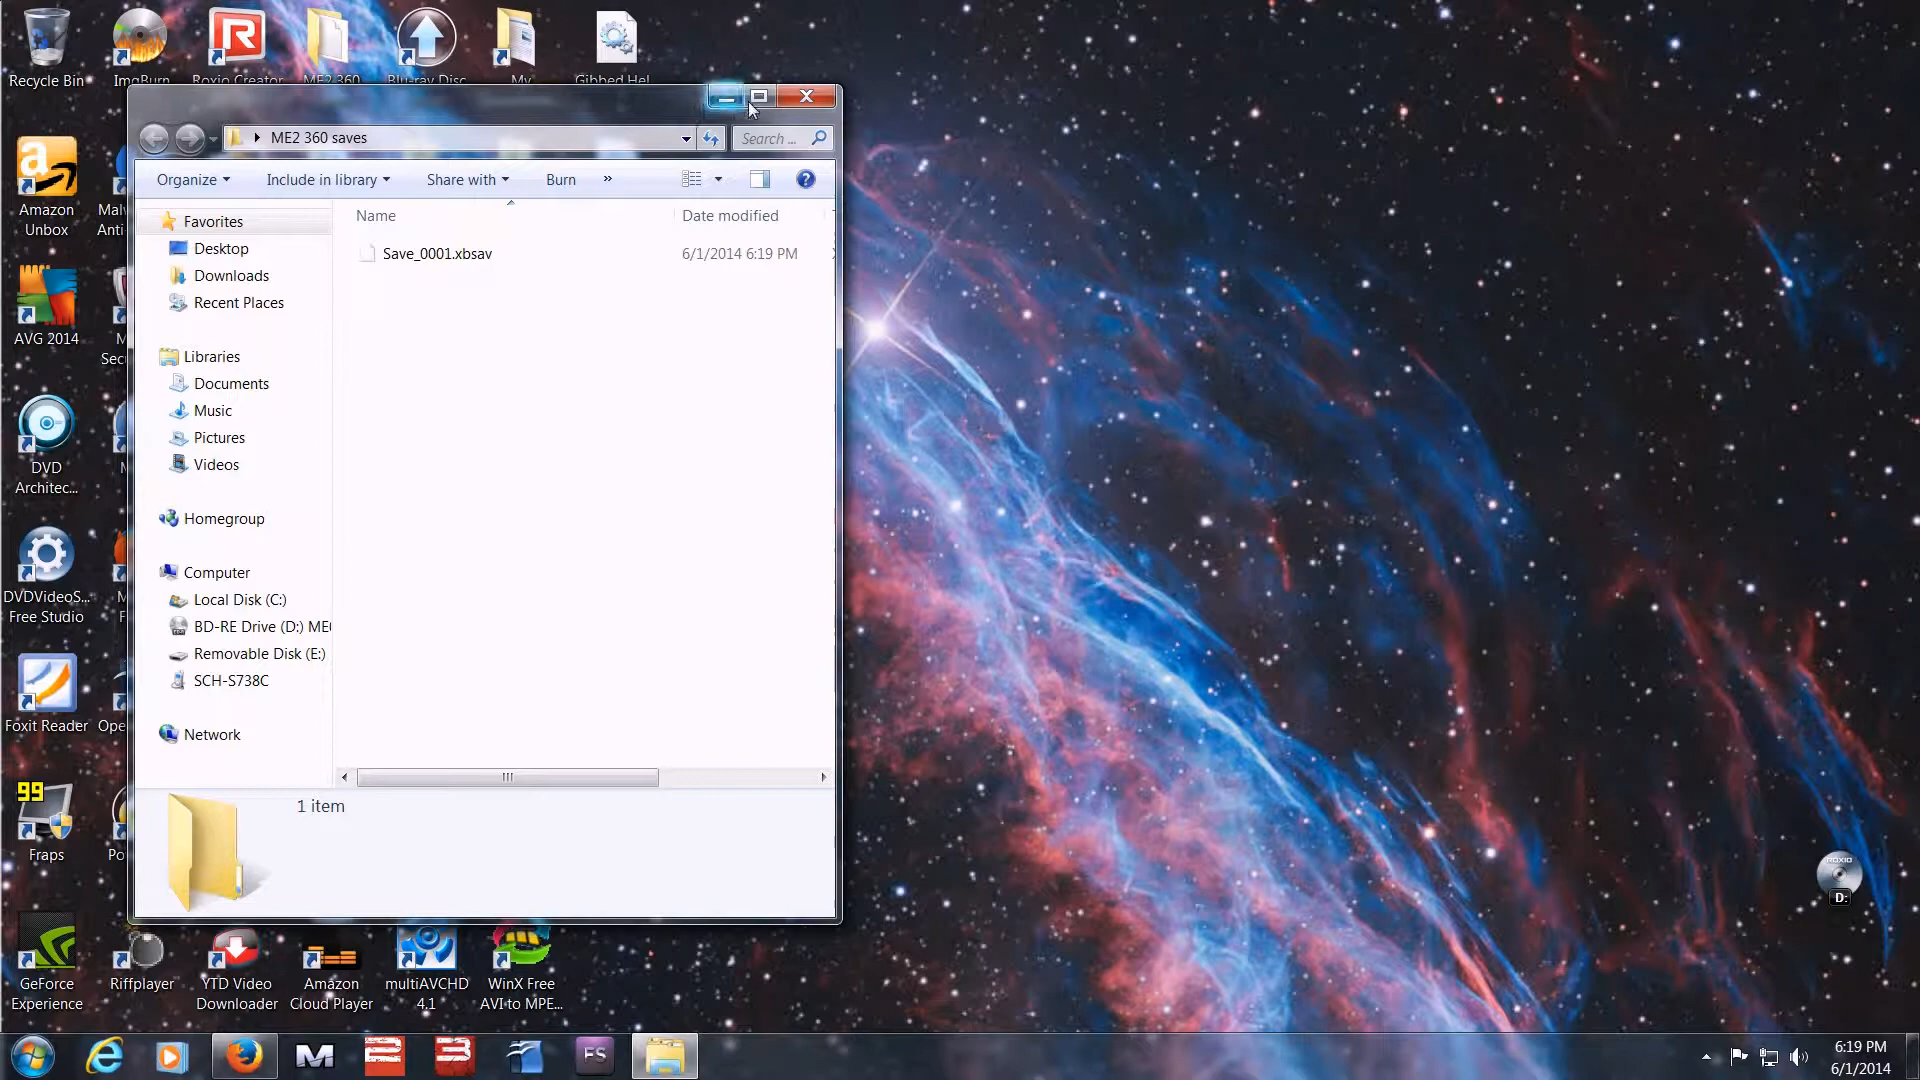 Recycle Bin
ImgBurn
Roxio Creator
ME2 360
Blu-ray Disc
My
Gibbed Hel
ME2 360 saves
Search ...
Organize
Include in library
Share with
Burn
»
Name
Date modified
Save_0001.xbsav
6/1/2014 6:19 PM
Favorites
Desktop
Downloads
Recent Places
Libraries
Documents
Music
Pictures
Videos
Homegroup
Computer
Local Disk (C:)
BD-RE Drive (D:) ME
Removable Disk (E:)
SCH-S738C
Network
1 item
Amazon
Unbox
Mal
Anti-
AVG 2014
M
Sec
DVD
Architec...
DVDVideoS...
Free Studio
M
F
Foxit Reader
Ope
99
Fraps
Po
GeForce
Experience
Riffplayer
YTD Video
Downloader
Amazon
Cloud Player
multiAVCHD
4.1
WinX Free
AVI to MPE...
ROXIO
D:
2
3
FS
6:19 PM
6/1/2014